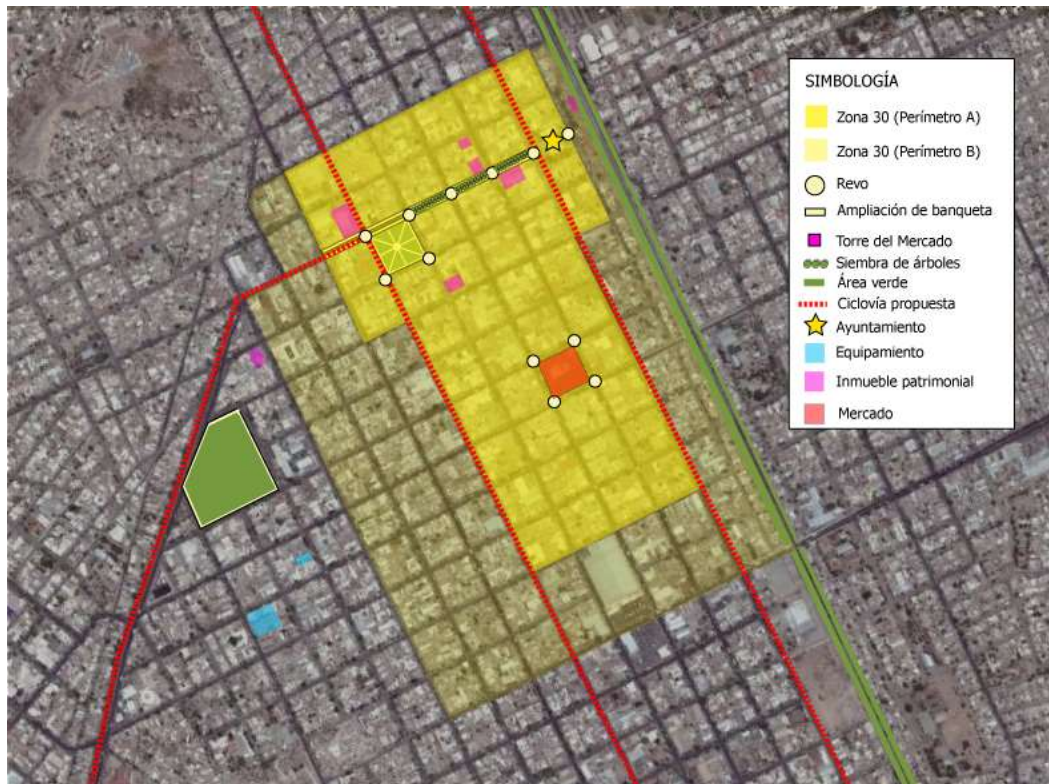 SIMBOLOGÍA
Zona 30 (Perímetro A)
Zona 30 (Perímetro B)
Revo
Ampliación de banqueta
Torre del Mercado
Siembra de árboles
Área verde
Ciclovía propuesta
Ayuntamiento
Equipamiento
Inmueble patrimonial
Mercado